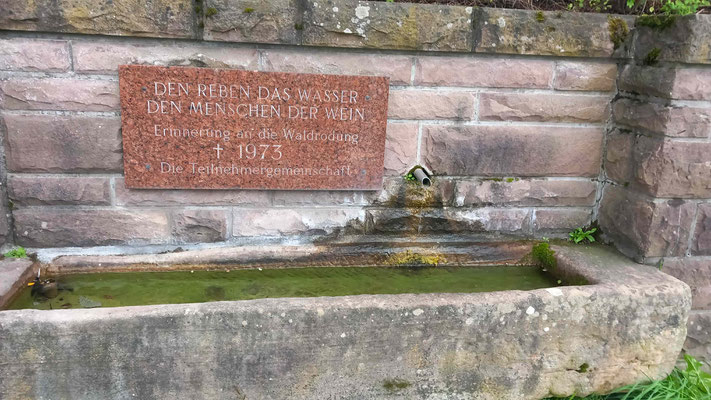 DEN REBEN DAS WASSER
DEN MENSCHEN DER WEIN
Erinnerung an die Waldrodung
† 1973
Die Teilnehmergemeinschaft